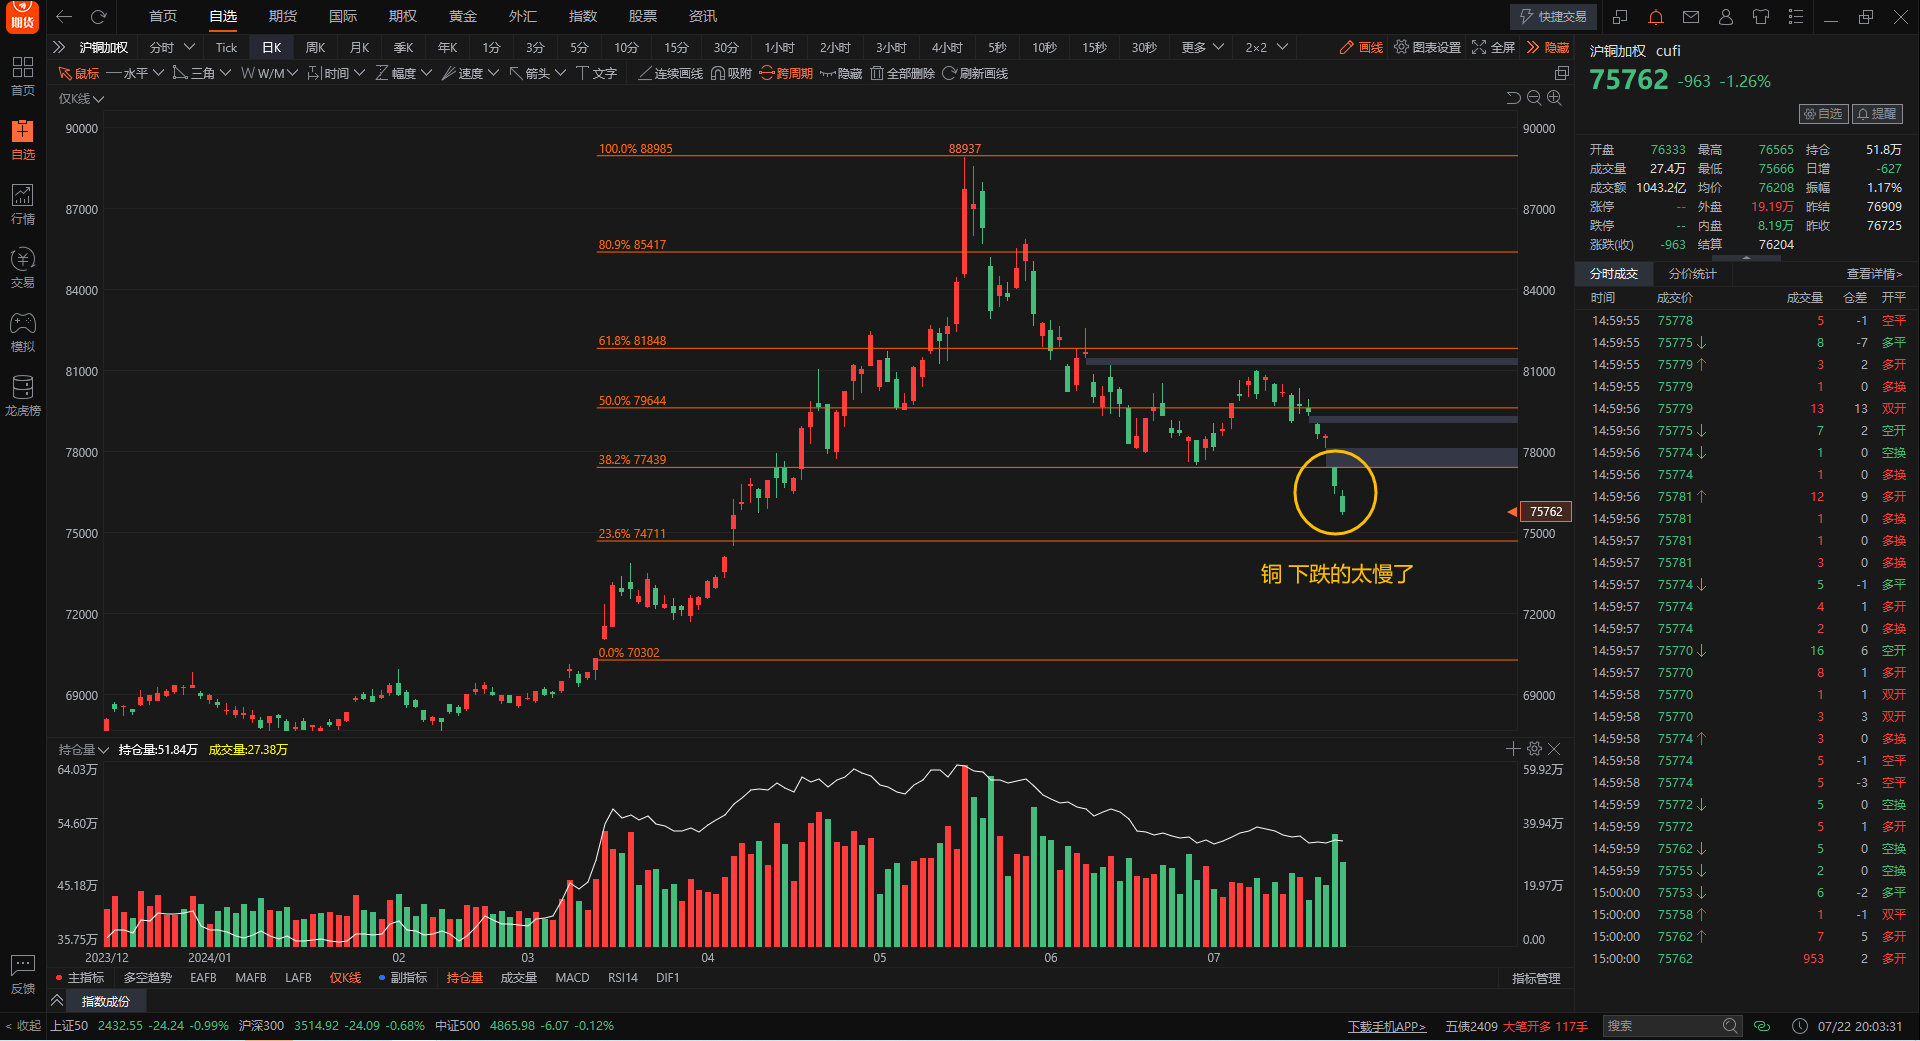 期货
首页 自选 期货 国际 期权 黄金 外汇 指数 股票 资讯
快捷交易
沪铜加权 分时 Tick 日K 周K 月K 季K 年K 1分 3分 5分 10分 15分 30分 1小时 2小时 3小时 4小时 5秒 10秒 15秒 30秒 更多 2×2 画线 图表设置 全屏 隐藏
鼠标 水平 三角 W/M 时间 幅度 速度 箭头 文字 连续画线 吸附 跨周期 隐藏 全部删除 刷新画线
首页
自选
行情
交易
模拟
龙虎榜
反馈
< 收起
仅K线
90000 90000
87000 87000
84000 84000
81000 81000
78000 78000
75000 75000
72000 72000
69000 69000
100.0% 88985
88937
80.9% 85417
61.8% 81848
50.0% 79644
38.2% 77439
23.6% 74711
0.0% 70302
75762
铜 下跌的太慢了
持仓量 持仓量:51.84万 成交量:27.38万
64.03万 59.92万
54.60万 39.94万
45.18万 19.97万
35.75万 0.00
2023/12 2024/01 02 03 04 05 06 07
主指标 多空趋势 EAFB MAFB LAFB 仅K线 副指标 持仓量 成交量 MACD RSI14 DIF1 指标管理
指数成份
上证50 2432.55 -24.24 -0.99% 沪深300 3514.92 -24.09 -0.68% 中证500 4865.98 -6.07 -0.12%
下载手机APP> 五债2409 大笔开多 117手 搜索 07/22 20:03:31
沪铜加权 cufi
75762 -963 -1.26%
自选 提醒
开盘 76333 最高 76565 持仓 51.8万
成交量 27.4万 最低 75666 日增 -627
成交额 1043.2亿 均价 76208 振幅 1.17%
涨停 -- 外盘 19.19万 昨结 76909
跌停 -- 内盘 8.19万 昨收 76725
涨跌(收) -963 结算 76204
分时成交 分价统计 查看详情>
时间 成交价 成交量 仓差 开平
14:59:55 75778 5 -1 空平
14:59:55 75775↓ 8 -7 多平
14:59:55 75779↑ 3 2 多开
14:59:55 75779 1 0 多换
14:59:56 75779 13 13 双开
14:59:56 75775↓ 7 2 空开
14:59:56 75774↓ 1 0 空换
14:59:56 75774 1 0 多换
14:59:56 75781↑ 12 9 多开
14:59:56 75781 1 0 多换
14:59:57 75781 1 0 多换
14:59:57 75781 3 0 多换
14:59:57 75774↓ 5 -1 多平
14:59:57 75774 4 1 多开
14:59:57 75774 2 0 多换
14:59:57 75770↓ 16 6 空开
14:59:57 75770 8 1 多开
14:59:58 75770 1 1 双开
14:59:58 75770 3 3 双开
14:59:58 75774↑ 3 0 多换
14:59:58 75774 5 -1 空平
14:59:58 75774 5 -3 空平
14:59:59 75772↓ 5 0 空换
14:59:59 75772 5 1 多开
14:59:59 75762↓ 5 0 空换
14:59:59 75755↓ 2 0 空换
15:00:00 75753↓ 6 -2 多平
15:00:00 75758↑ 1 -1 双平
15:00:00 75762↑ 7 5 多开
15:00:00 75762 953 2 多开